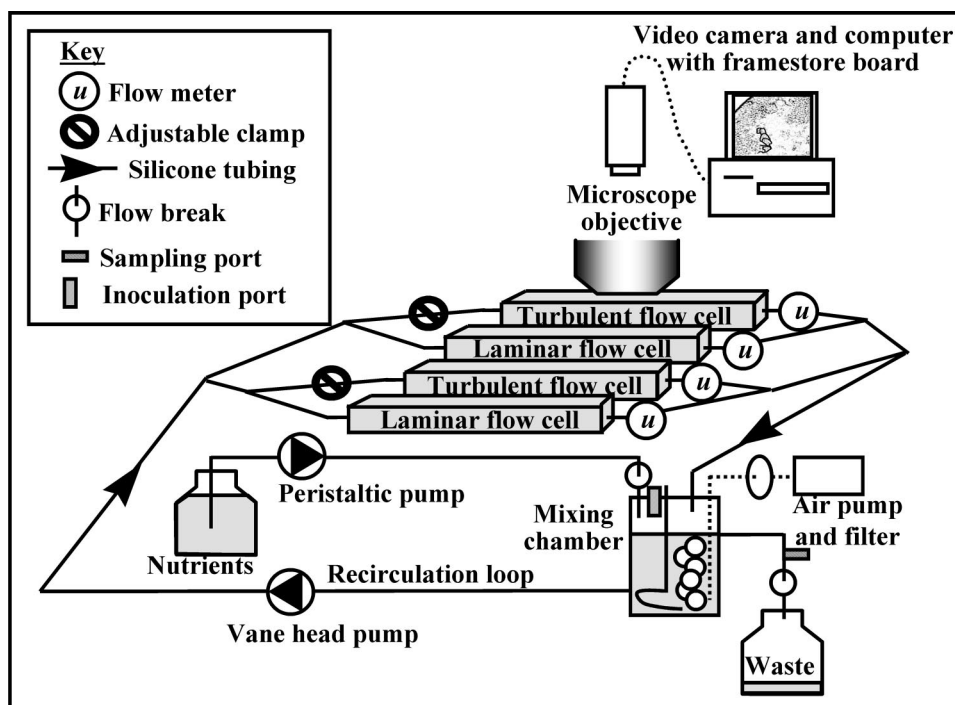 Key
u Flow meter
Adjustable clamp
Silicone tubing
Flow break
Sampling port
Inoculation port
Video camera and computer
with framestore board
Microscope
objective
Turbulent flow cell
u
Laminar flow cell
u
Turbulent flow cell
u
Laminar flow cell
u
Peristaltic pump
Nutrients
Mixing
chamber
Air pump
and filter
Recirculation loop
Vane head pump
Waste